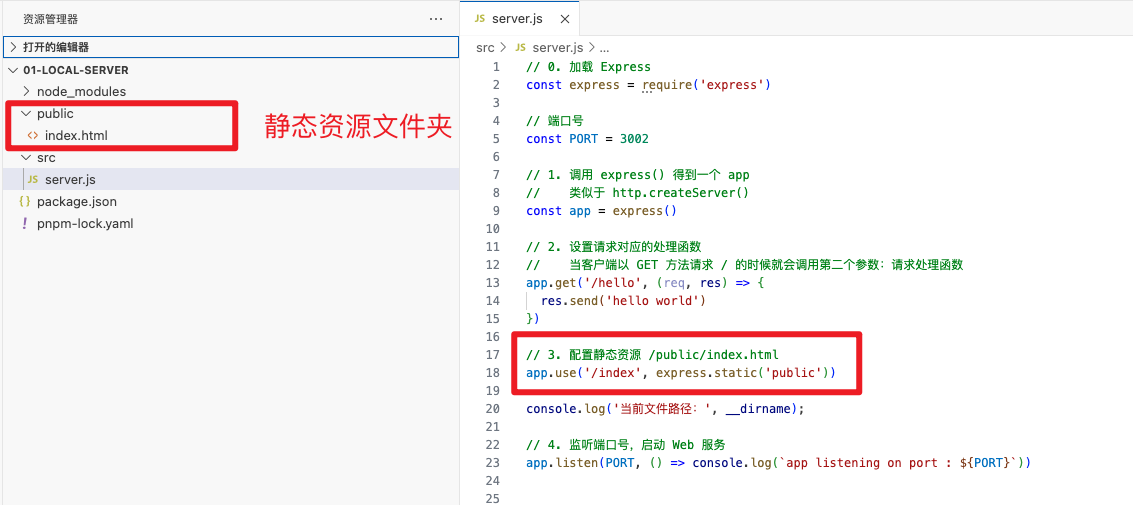 资源管理器 ···
打开的编辑器
01-LOCAL-SERVER
node_modules
public
index.html
静态资源文件夹
src
JS server.js
package.json
pnpm-lock.yaml
JS server.js
src > JS server.js > ...
1 // 0. 加载 Express
2 const express = require('express')
3
4 // 端口号
5 const PORT = 3002
6
7 // 1. 调用 express() 得到一个 app
8 //    类似于 http.createServer()
9 const app = express()
10
11 // 2. 设置请求对应的处理函数
12 //    当客户端以 GET 方法请求 / 的时候就会调用第二个参数：请求处理函数
13 app.get('/hello', (req, res) => {
14   res.send('hello world')
15 })
16
17 // 3. 配置静态资源 /public/index.html
18 app.use('/index', express.static('public'))
19
20 console.log('当前文件路径：', __dirname);
21
22 // 4. 监听端口号，启动 Web 服务
23 app.listen(PORT, () => console.log(`app listening on port : ${PORT}`))
24
25